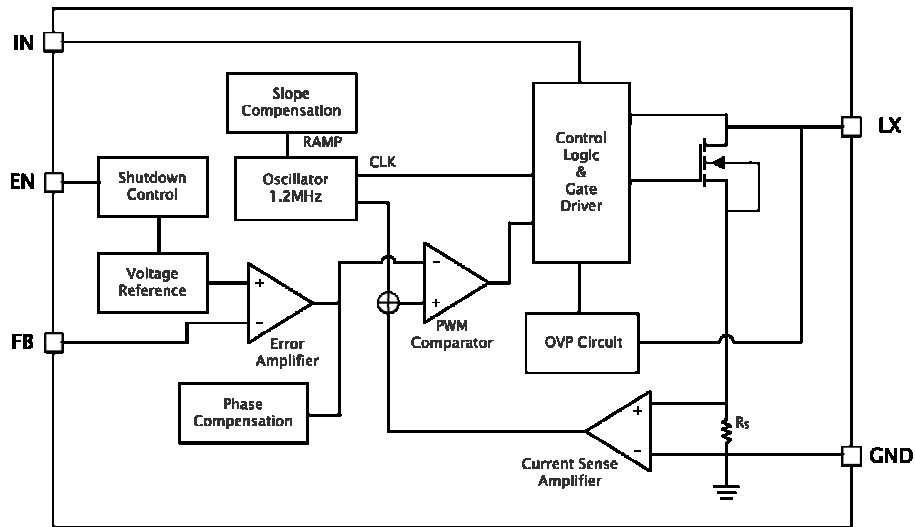 IN
Slope
Compensation
RAMP
CLK
Control
Logic
&
Gate
Driver
LX
EN
Shutdown
Control
Oscillator
1.2MHz
Voltage
Reference
+
-
Error
Amplifier
-
+
PWM
Comparator
FB
OVP Circuit
Phase
Compensation
+
-
Current Sense
Amplifier
Rs
GND